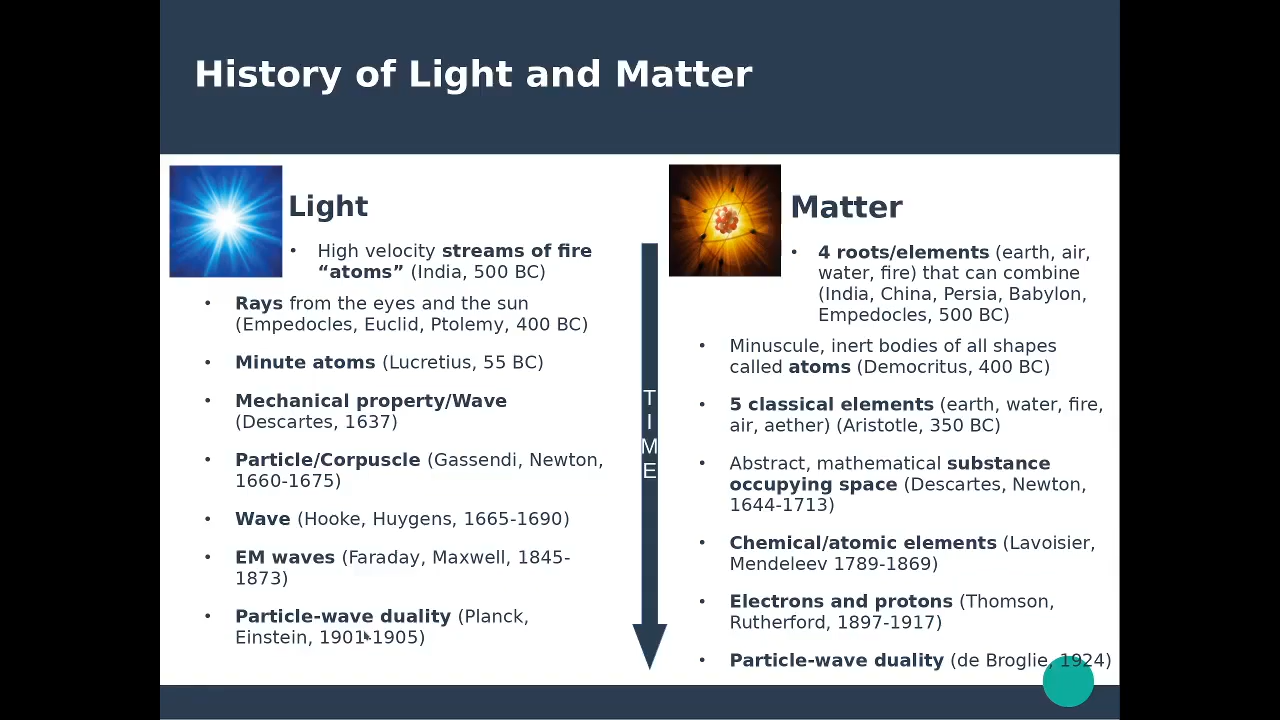 History of Light and Matter
Light
• High velocity streams of fire
“atoms” (India, 500 BC)
• Rays from the eyes and the sun
(Empedocles, Euclid, Ptolemy, 400 BC)
• Minute atoms (Lucretius, 55 BC)
• Mechanical property/Wave
(Descartes, 1637)
• Particle/Corpuscle (Gassendi, Newton,
1660-1675)
• Wave (Hooke, Huygens, 1665-1690)
• EM waves (Faraday, Maxwell, 1845-
1873)
• Particle-wave duality (Planck,
Einstein, 1901-1905)
T
I
M
E
Matter
• 4 roots/elements (earth, air,
water, fire) that can combine
(India, China, Persia, Babylon,
Empedocles, 500 BC)
• Minuscule, inert bodies of all shapes
called atoms (Democritus, 400 BC)
• 5 classical elements (earth, water, fire,
air, aether) (Aristotle, 350 BC)
• Abstract, mathematical substance
occupying space (Descartes, Newton,
1644-1713)
• Chemical/atomic elements (Lavoisier,
Mendeleev 1789-1869)
• Electrons and protons (Thomson,
Rutherford, 1897-1917)
• Particle-wave duality (de Broglie, 1924)